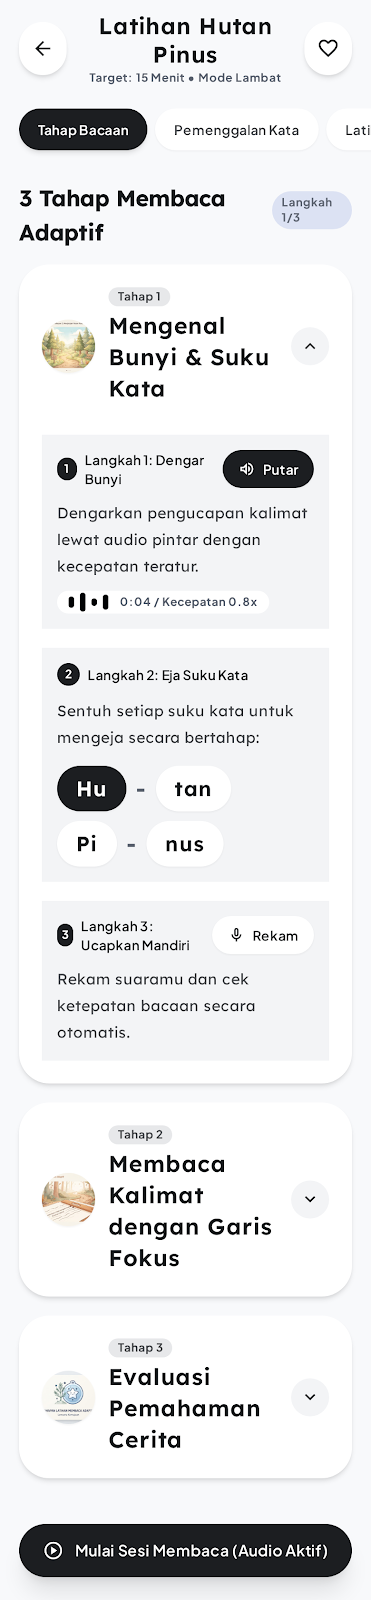 Latihan Hutan
Pinus
Target: 15 Menit • Mode Lambat
Tahap Bacaan
Pemenggalan Kata
Lati
3 Tahap Membaca
Adaptif
Langkah
1/3
Tahap 1
Mengenal
Bunyi & Suku
Kata
1
Langkah 1: Dengar
Bunyi
Putar
Dengarkan pengucapan kalimat
lewat audio pintar dengan
kecepatan teratur.
0:04 / Kecepatan 0.8x
2
Langkah 2: Eja Suku Kata
Sentuh setiap suku kata untuk
mengeja secara bertahap:
Hu - tan
Pi - nus
3
Langkah 3:
Ucapkan Mandiri
Rekam
Rekam suaramu dan cek
ketepatan bacaan secara
otomatis.
Tahap 2
Membaca
Kalimat
dengan Garis
Fokus
Tahap 3
Evaluasi
Pemahaman
Cerita
Mulai Sesi Membaca (Audio Aktif)